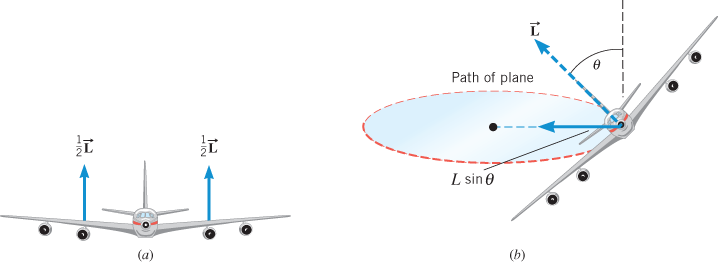 ½L⃗
½L⃗
(a)
L⃗
θ
Path of plane
L sin θ
(b)